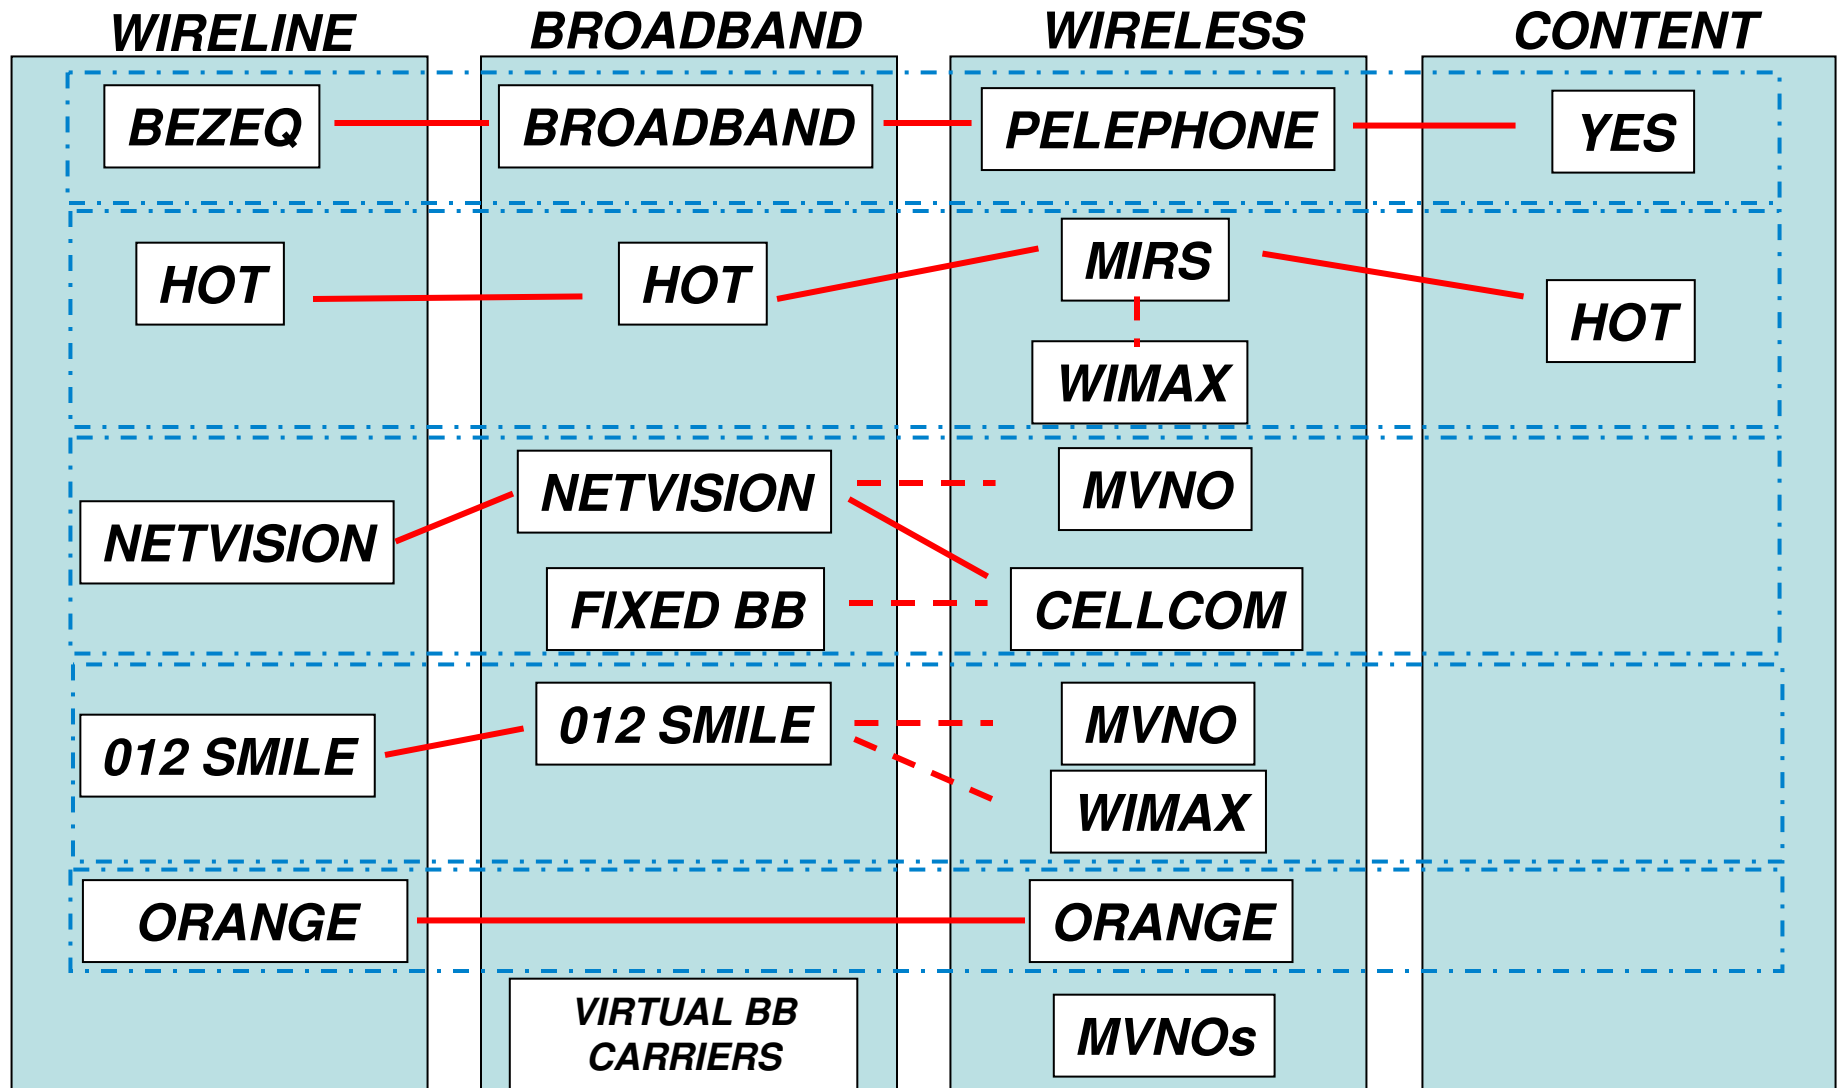 WIRELINE BROADBAND WIRELESS CONTENT
BEZEQ BROADBAND PELEPHONE YES
HOT HOT MIRS HOT
WIMAX
NETVISION NETVISION MVNO
FIXED BB CELLCOM
012 SMILE 012 SMILE MVNO
WIMAX
ORANGE ORANGE
VIRTUAL BB
CARRIERS
MVNOs